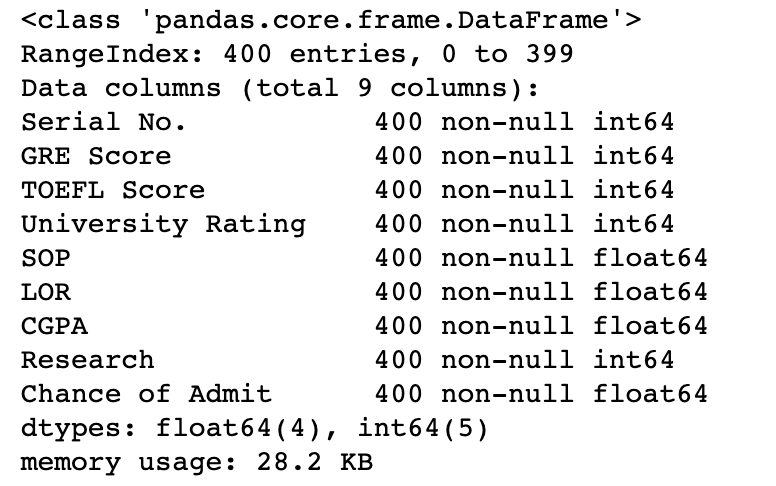 <class 'pandas.core.frame.DataFrame'>
RangeIndex: 400 entries, 0 to 399
Data columns (total 9 columns):
Serial No.           400 non-null int64
GRE Score            400 non-null int64
TOEFL Score          400 non-null int64
University Rating    400 non-null int64
SOP                  400 non-null float64
LOR                  400 non-null float64
CGPA                 400 non-null float64
Research             400 non-null int64
Chance of Admit      400 non-null float64
dtypes: float64(4), int64(5)
memory usage: 28.2 KB